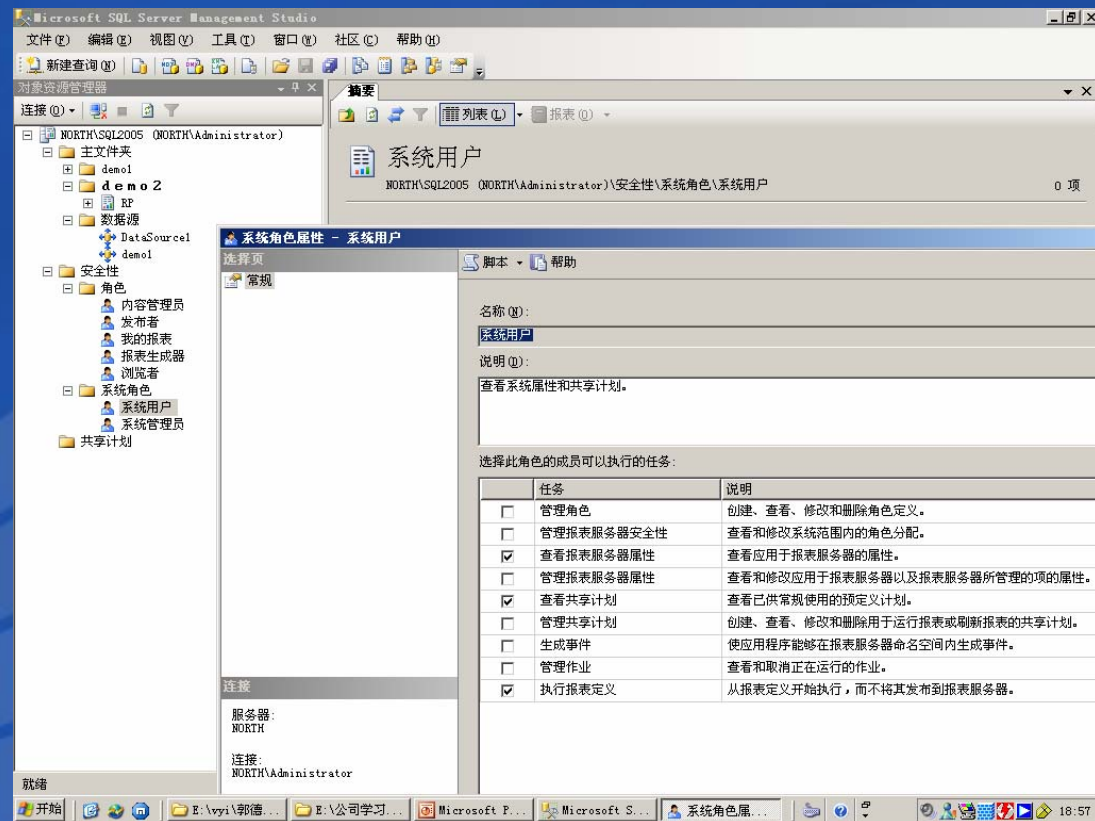 Microsoft SQL Server Management Studio
文件(F) 编辑(E) 视图(V) 工具(T) 窗口(W) 社区(C) 帮助(H)
新建查询(N)
对象资源管理器
连接(O)
NORTH\SQL2005 (NORTH\Administrator)
主文件夹
demo1
demo2
RP
数据源
DataSource1
demo1
安全性
角色
内容管理员
发布者
我的报表
报表生成器
浏览者
系统角色
系统用户
系统管理员
共享计划
摘要
列表(L) 报表(O)
系统用户
NORTH\SQL2005 (NORTH\Administrator)\安全性\系统角色\系统用户 0 项
系统角色属性 - 系统用户
选择页
常规
脚本 帮助
名称(N):
系统用户
说明(D):
查看系统属性和共享计划。
选择此角色的成员可以执行的任务:
任务 说明
管理角色 创建、查看、修改和删除角色定义。
管理报表服务器安全性 查看和修改系统范围内的角色分配。
查看报表服务器属性 查看应用于报表服务器的属性。
管理报表服务器属性 查看和修改应用于报表服务器以及报表服务器所管理的项的属性。
查看共享计划 查看已供常规使用的预定义计划。
管理共享计划 创建、查看、修改和删除用于运行报表或刷新报表的共享计划。
生成事件 使应用程序能够在报表服务器命名空间内生成事件。
管理作业 查看和取消正在运行的作业。
执行报表定义 从报表定义开始执行,而不将其发布到报表服务器。
连接
服务器:
NORTH
连接:
NORTH\Administrator
就绪
开始 E:\vyi\郭德... E:\公司学习... Microsoft P... Microsoft S... 系统角色属... 18:57